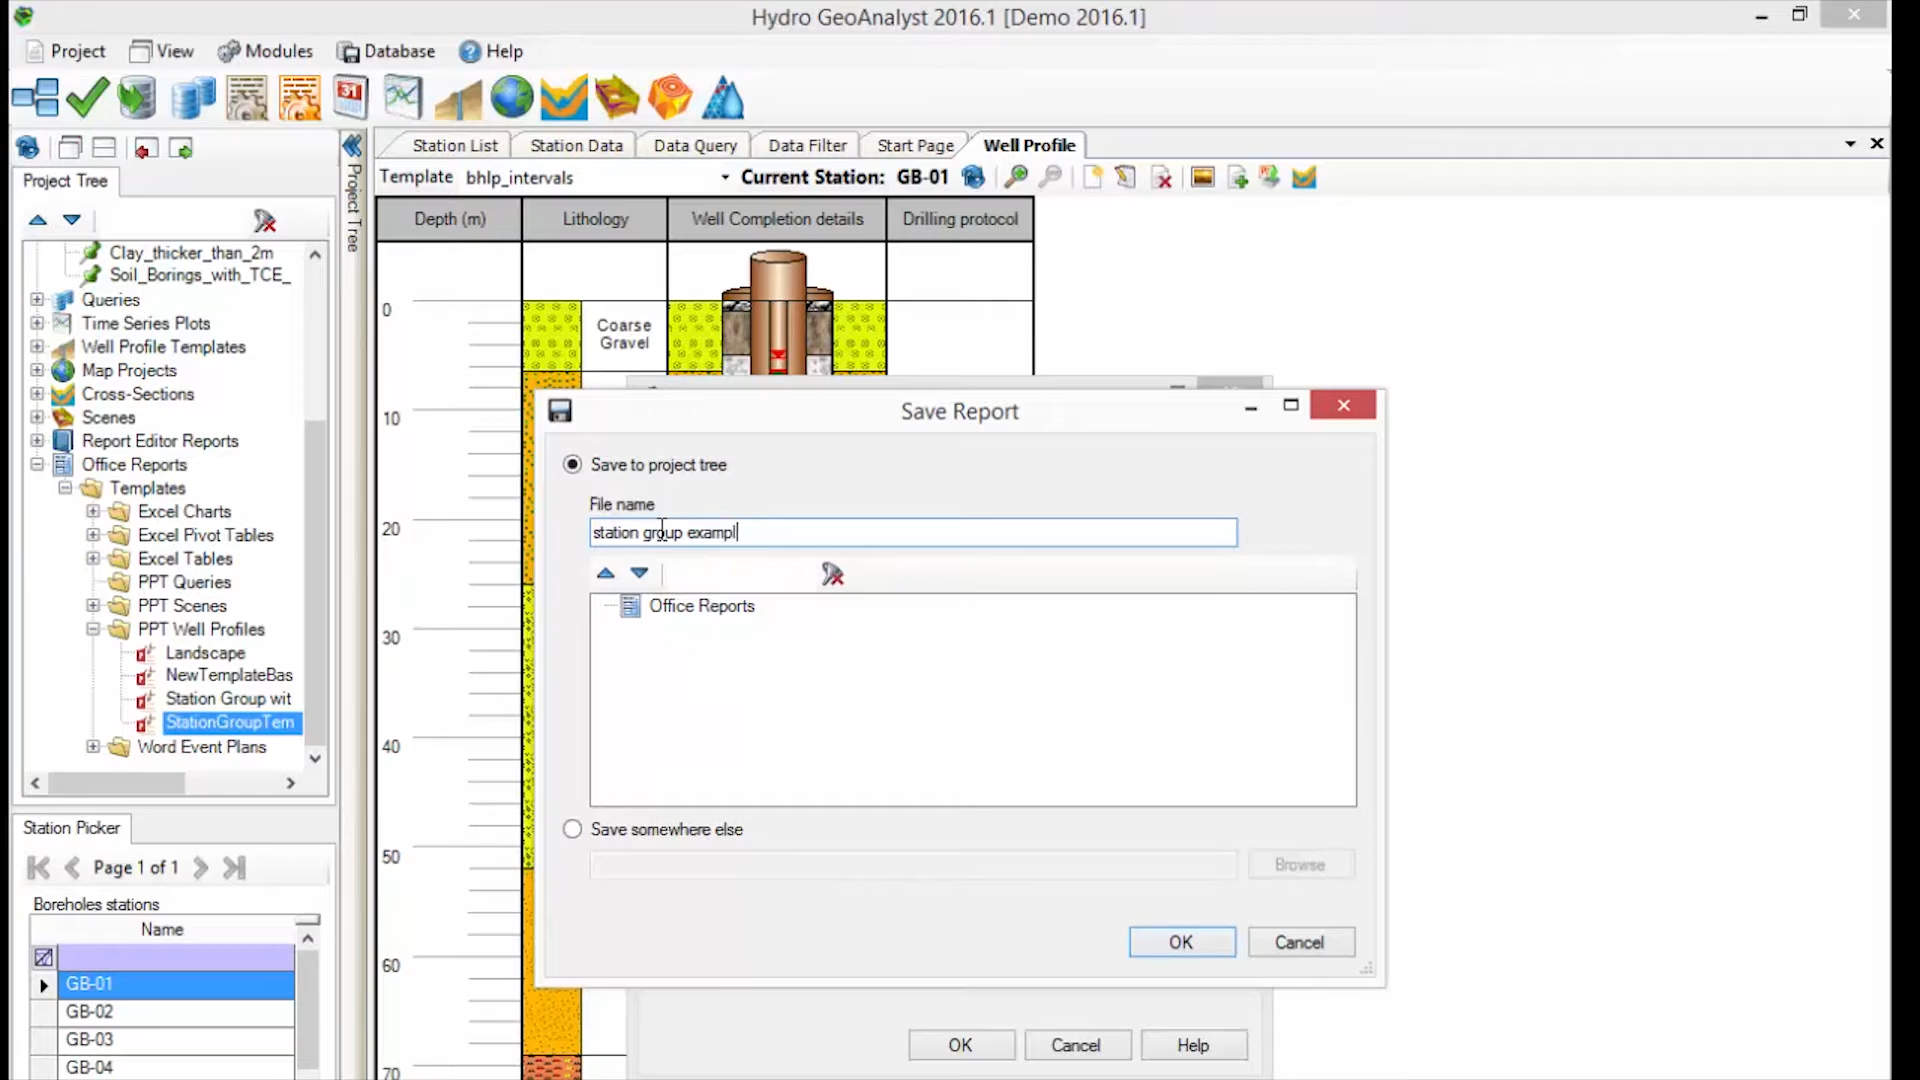 Hydro GeoAnalyst 2016.1 [Demo 2016.1]
Project View Modules Database Help
31
Station List Station Data Data Query Data Filter Start Page Well Profile
Project Tree
Project Tree
Template bhlp_intervals Current Station: GB-01
Depth (m) Lithology Well Completion details Drilling protocol
Clay_thicker_than_2m
Soil_Borings_with_TCE_
Queries
Time Series Plots
Well Profile Templates
Map Projects
Cross-Sections
Scenes
Report Editor Reports
Office Reports
Templates
Excel Charts
Excel Pivot Tables
Excel Tables
PPT Queries
PPT Scenes
PPT Well Profiles
Landscape
NewTemplateBas
Station Group wit
StationGroupTem
Word Event Plans
Station Picker
Page 1 of 1
Boreholes stations
Name
GB-01
GB-02
GB-03
GB-04
0
10
20
30
40
50
60
70
Coarse
Gravel
Save Report
Save to project tree
File name
station group exampl
Office Reports
Save somewhere else
Browse
OK Cancel
OK Cancel Help